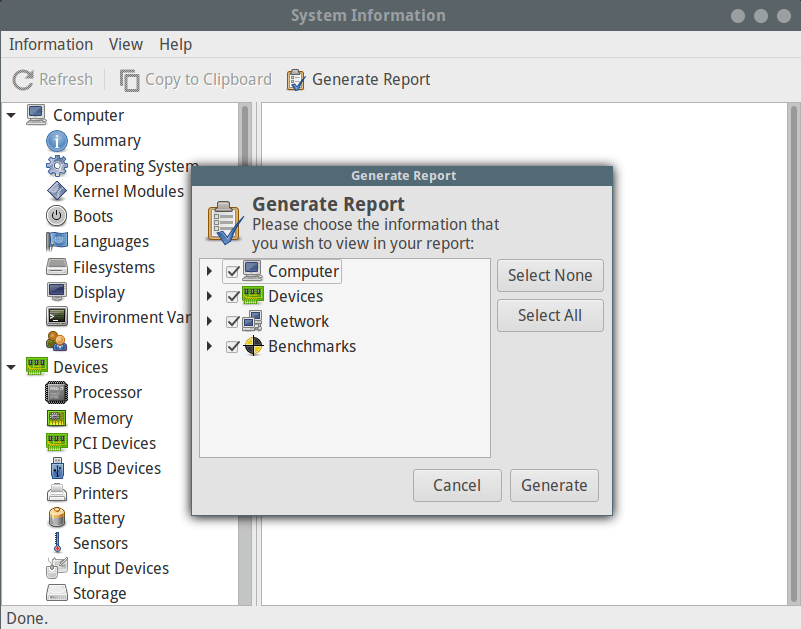 System Information
Information View Help
Refresh Copy to Clipboard Generate Report
Computer
Summary
Operating System
Kernel Modules
Boots
Languages
Filesystems
Display
Environment Var
Users
Devices
Processor
Memory
PCI Devices
USB Devices
Printers
Battery
Sensors
Input Devices
Storage
Generate Report
Generate Report
Please choose the information that
you wish to view in your report:
Computer
Devices
Network
Benchmarks
Select None
Select All
Cancel Generate
Done.